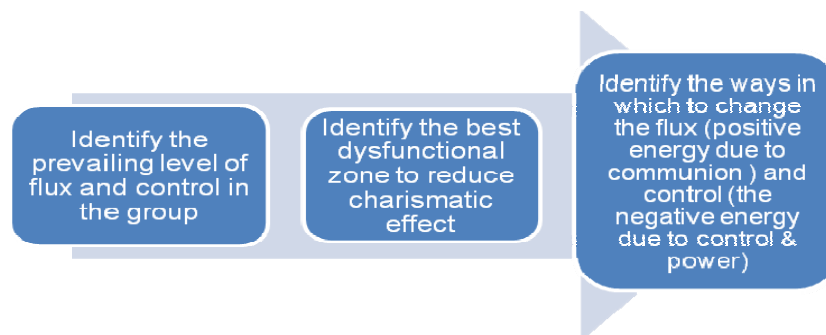 Identify the
prevailing level of
flux and control in
the group
Identify the best
dysfunctional
zone to reduce
charismatic
effect
Identify the ways in
which to change
the flux (positive
energy due to
communion ) and
control (the
negative energy
due to control &
power)